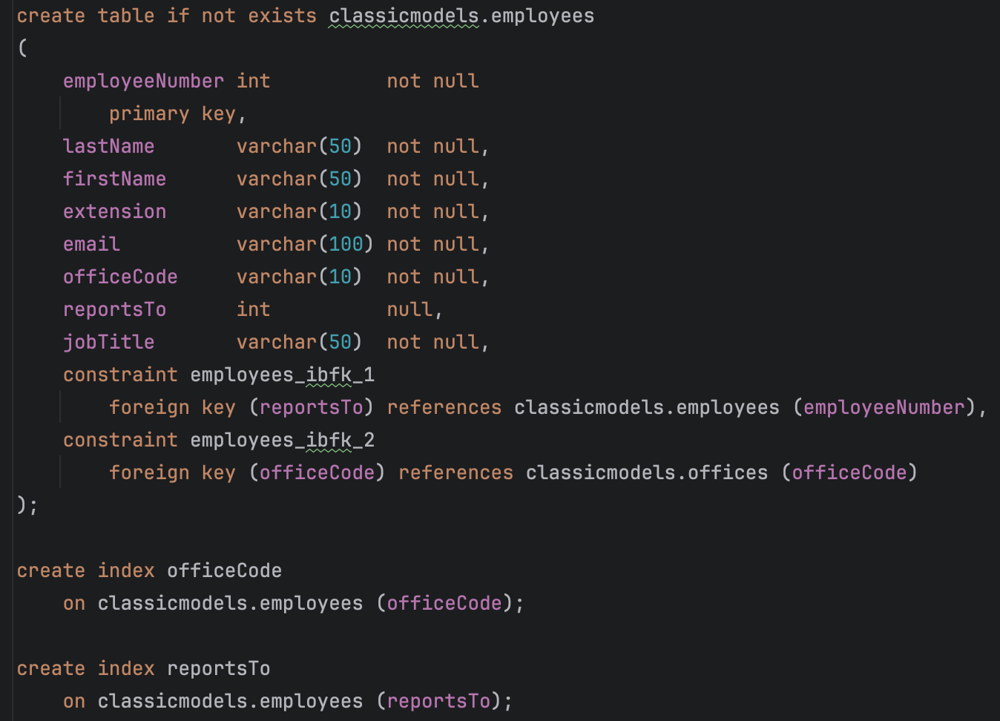 create table if not exists classicmodels.employees
(
    employeeNumber int          not null
        primary key,
    lastName       varchar(50)  not null,
    firstName      varchar(50)  not null,
    extension      varchar(10)  not null,
    email          varchar(100) not null,
    officeCode     varchar(10)  not null,
    reportsTo      int          null,
    jobTitle       varchar(50)  not null,
    constraint employees_ibfk_1
        foreign key (reportsTo) references classicmodels.employees (employeeNumber),
    constraint employees_ibfk_2
        foreign key (officeCode) references classicmodels.offices (officeCode)
);

create index officeCode
    on classicmodels.employees (officeCode);

create index reportsTo
    on classicmodels.employees (reportsTo);